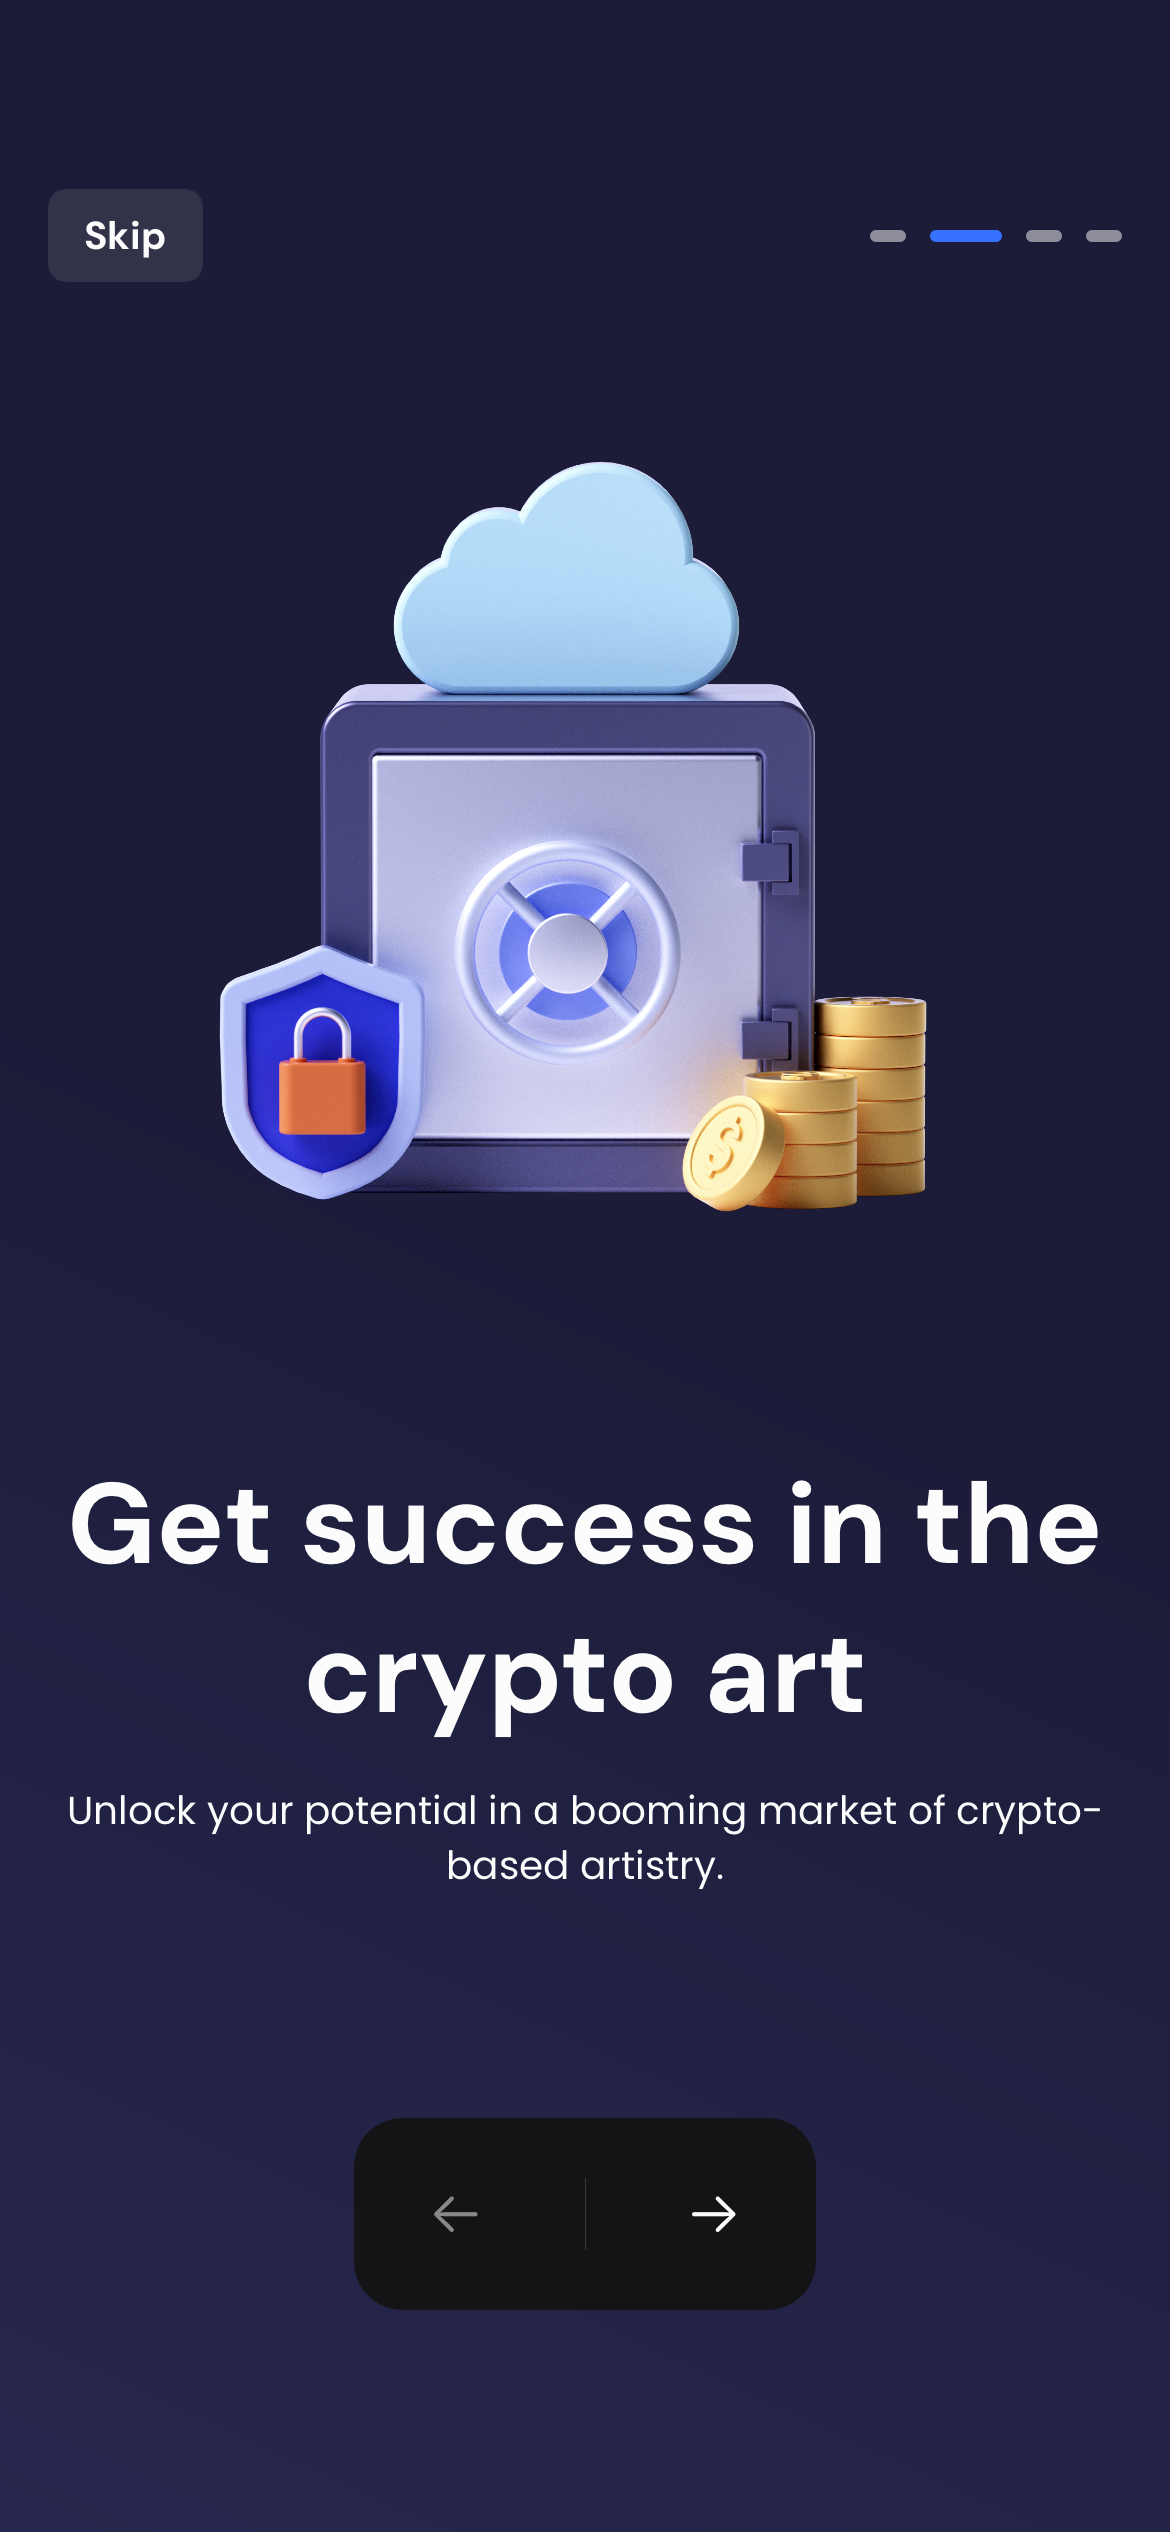 Skip
$
Get success in the
crypto art
Unlock your potential in a booming market of crypto-
based artistry.